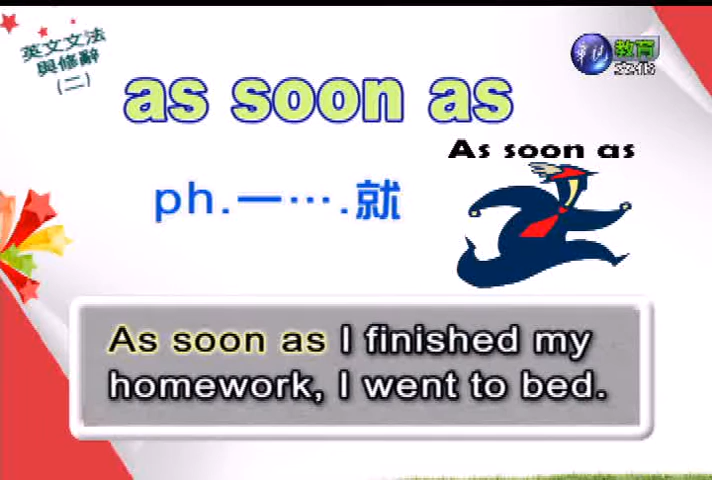 英文文法
與修辭
(二)
華視
教育
文化
as soon as
As soon as
ph.一….就
As soon as I finished my
homework, I went to bed.